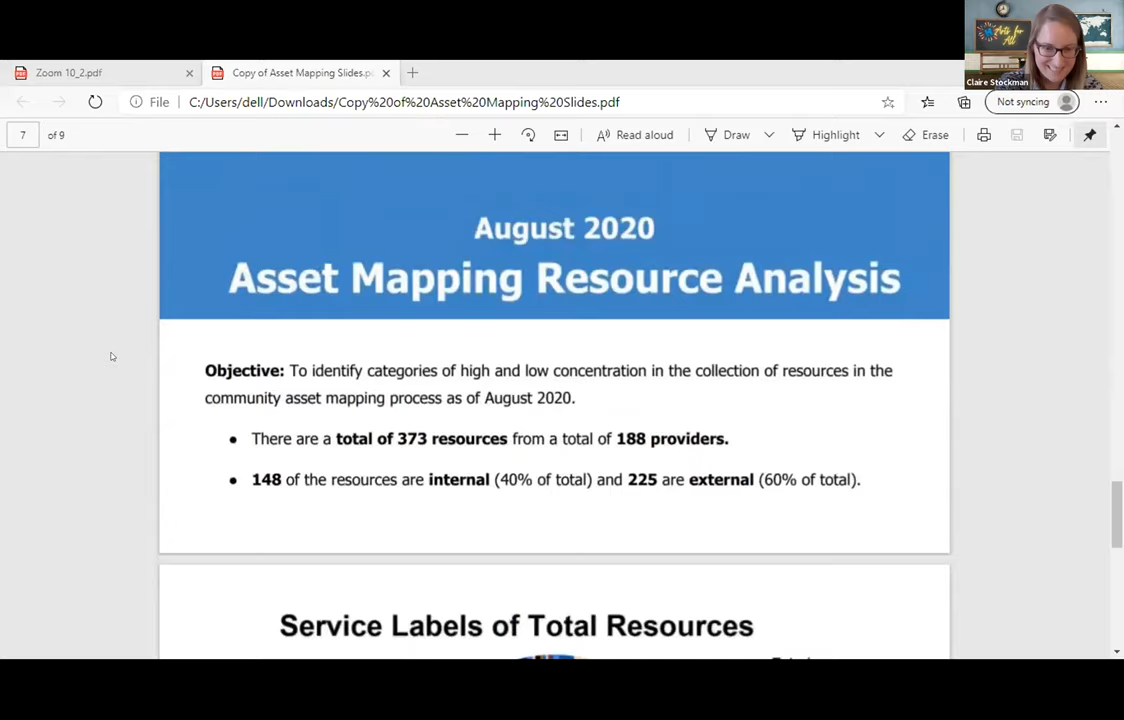 Arts for
All
Claire Stockman
Zoom 10_2.pdf
Copy of Asset Mapping Slides.p
File C:/Users/dell/Downloads/Copy%20of%20Asset%20Mapping%20Slides.pdf
Not syncing
7 of 9
Read aloud
Draw
Highlight
Erase
August 2020
Asset Mapping Resource Analysis
Objective: To identify categories of high and low concentration in the collection of resources in the
community asset mapping process as of August 2020.
● There are a total of 373 resources from a total of 188 providers.
● 148 of the resources are internal (40% of total) and 225 are external (60% of total).
Service Labels of Total Resources